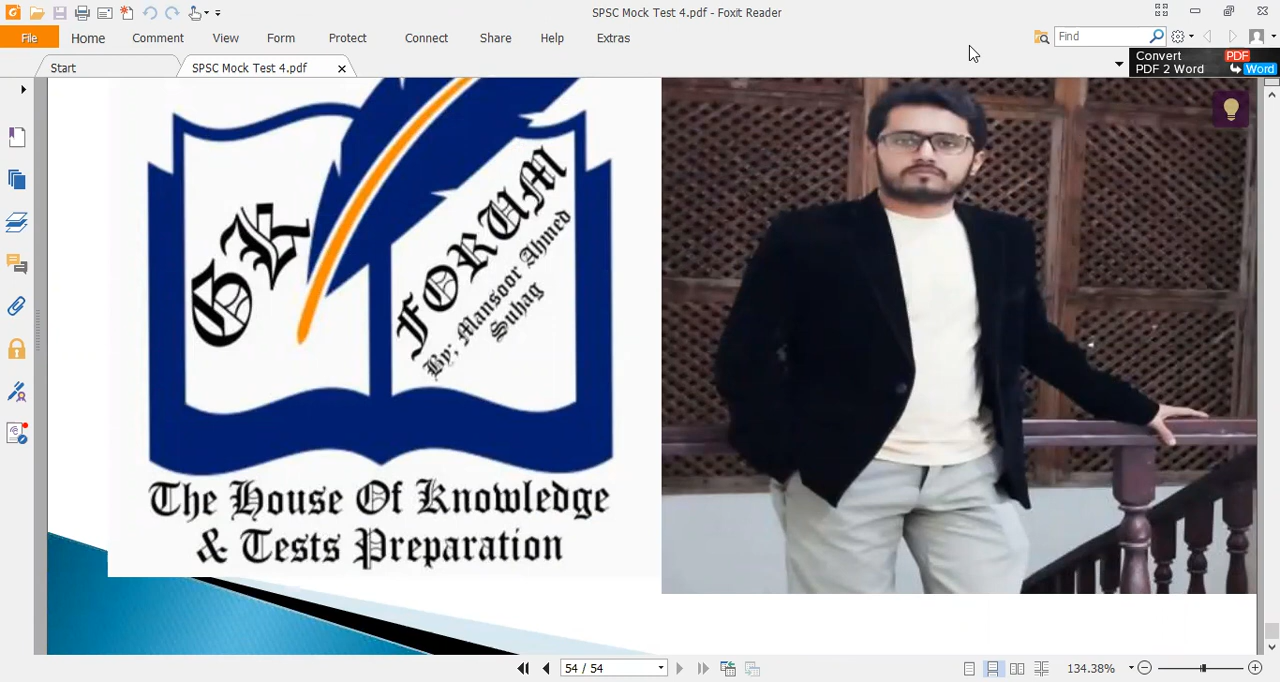 SPSC Mock Test 4.pdf - Foxit Reader
File Home Comment View Form Protect Connect Share Help Extras Find
Start SPSC Mock Test 4.pdf
Convert PDF
PDF 2 Word Word
GK
FORUM
By; Mansoor Ahmed
Suhag
The House Of Knowledge
& Tests Preparation
54 / 54 134.38%